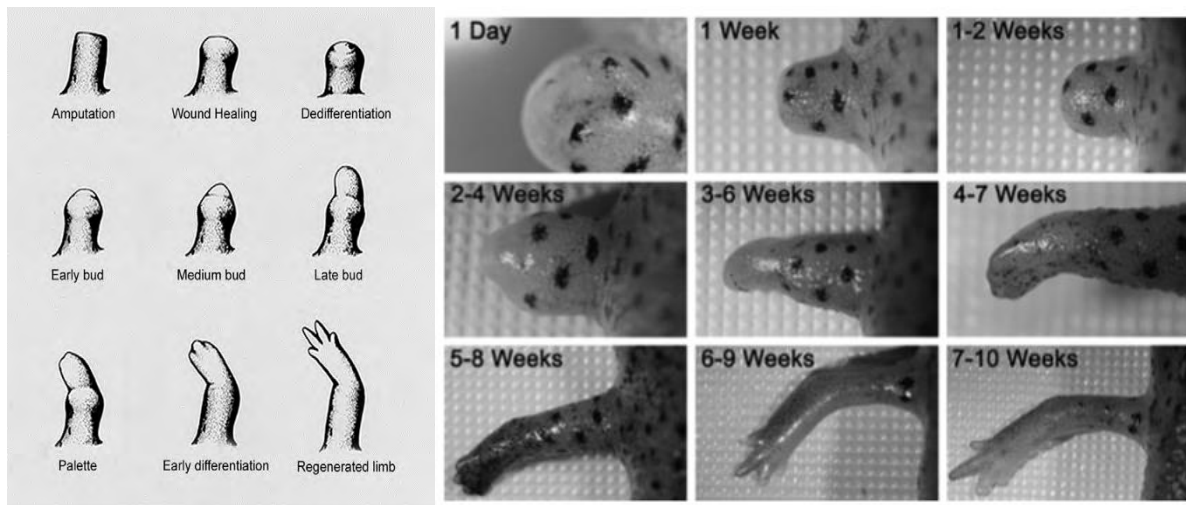 Amputation
Wound Healing
Dedifferentiation
Early bud
Medium bud
Late bud
Palette
Early differentiation
Regenerated limb
1 Day
1 Week
1-2 Weeks
2-4 Weeks
3-6 Weeks
4-7 Weeks
5-8 Weeks
6-9 Weeks
7-10 Weeks